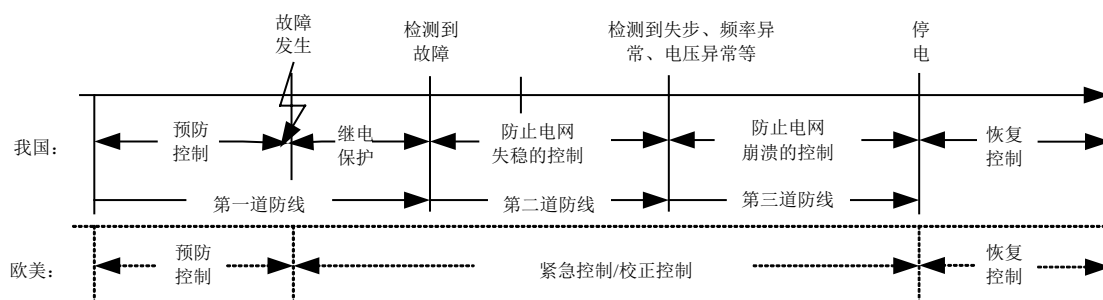 故障
发生
检测到
故障
检测到失步、频率异
常、电压异常等
停
电
我国：
预防
控制
继电
保护
防止电网
失稳的控制
防止电网
崩溃的控制
恢复
控制
第一道防线
第二道防线
第三道防线
欧美：
预防
控制
紧急控制/校正控制
恢复
控制